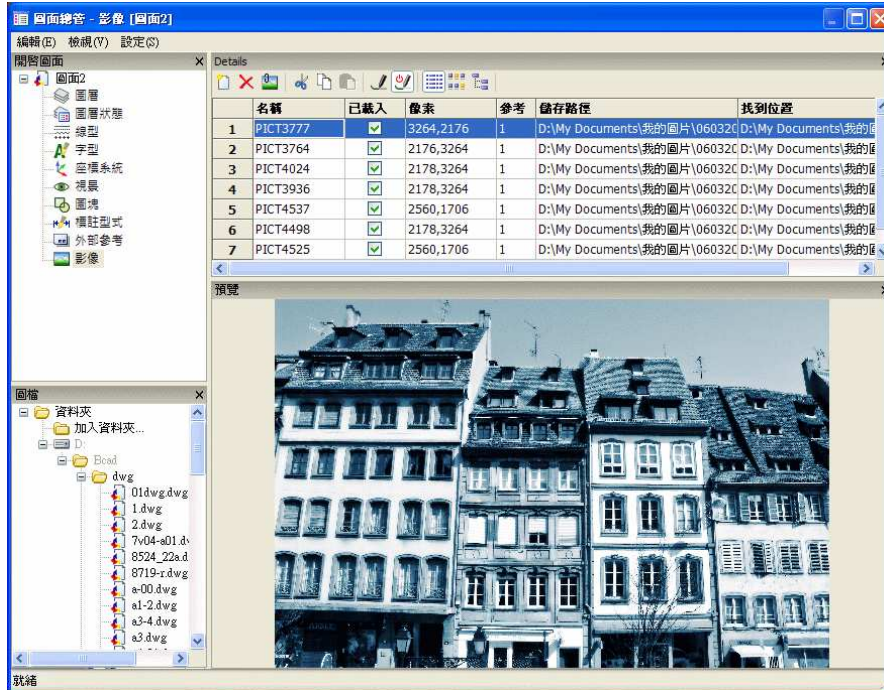 圖面總管 - 影像 [圖面2]
編輯(E) 檢視(V) 設定(S)
開啟圖面
圖面2
圖層
圖層狀態
線型
字型
座標系統
視景
圖塊
標註型式
外部參考
影像
Details
名稱 已載入 像素 參考 儲存路徑 找到位置
1 PICT3777 3264,2176 1 D:\My Documents\我的圖片\060320 D:\My Documents\我的圖
2 PICT3764 2176,3264 1 D:\My Documents\我的圖片\060320 D:\My Documents\我的圖
3 PICT4024 2178,3264 1 D:\My Documents\我的圖片\060320 D:\My Documents\我的圖
4 PICT3936 2178,3264 1 D:\My Documents\我的圖片\060320 D:\My Documents\我的圖
5 PICT4537 2560,1706 1 D:\My Documents\我的圖片\060320 D:\My Documents\我的圖
6 PICT4498 2178,3264 1 D:\My Documents\我的圖片\060320 D:\My Documents\我的圖
7 PICT4525 2560,1706 1 D:\My Documents\我的圖片\060320 D:\My Documents\我的圖
預覽
圖檔
資料夾
加入資料夾...
D:
Bcad
dwg
01dwg.dwg
1.dwg
2.dwg
7v04-a01.d
8524_22a.d
8719-r.dwg
a-00.dwg
a1-2.dwg
a3-4.dwg
a3.dwg
就緒